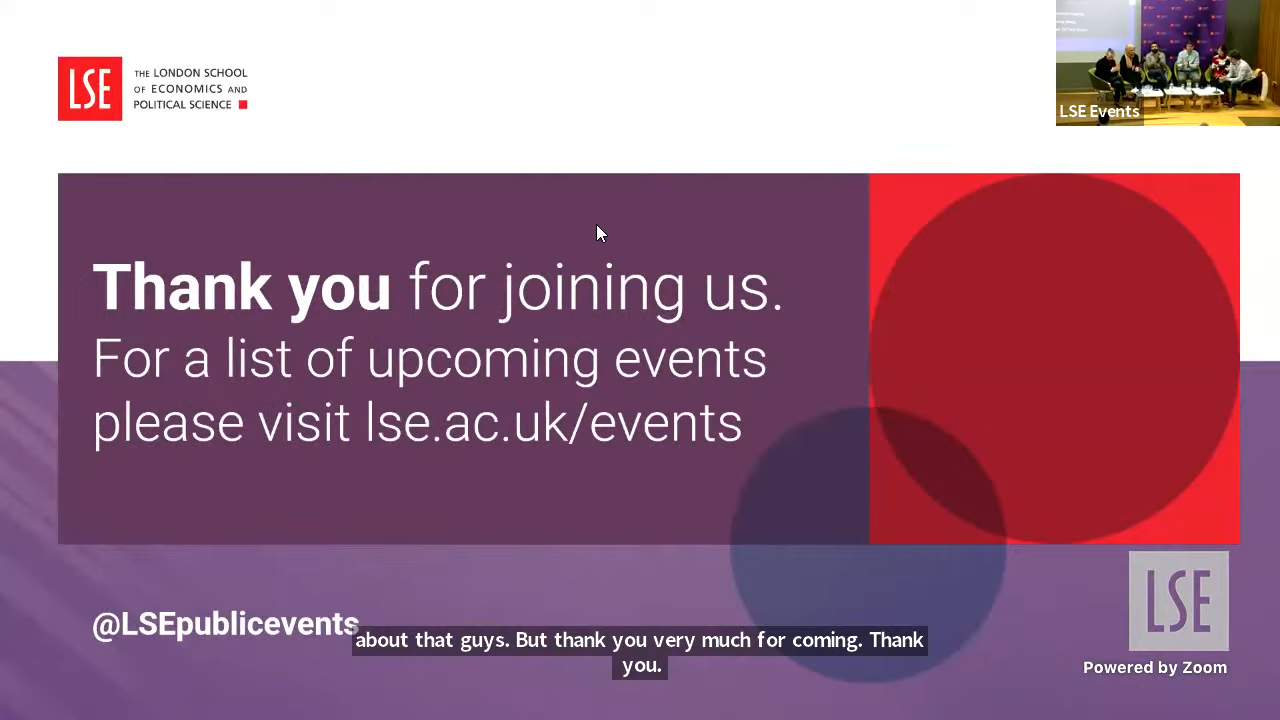 LSE
THE LONDON SCHOOL
OF ECONOMICS AND
POLITICAL SCIENCE
LSE Events
Thank you for joining us.
For a list of upcoming events
please visit lse.ac.uk/events
@LSEpublicevents
about that guys. But thank you very much for coming. Thank
you.
LSE
Powered by Zoom